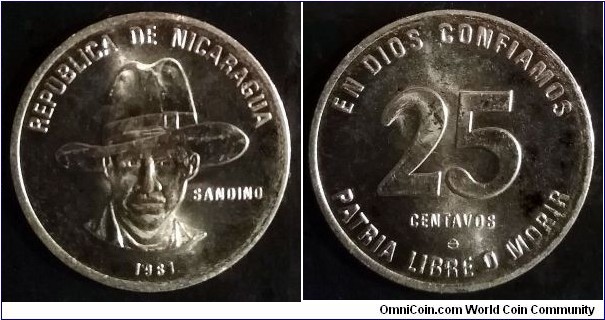 REPUBLICA DE NICARAGUA
SANDINO
1981
EN DIOS CONFIAMOS
25
CENTAVOS
PATRIA LIBRE O MORIR
OmniCoin.com World Coin Community